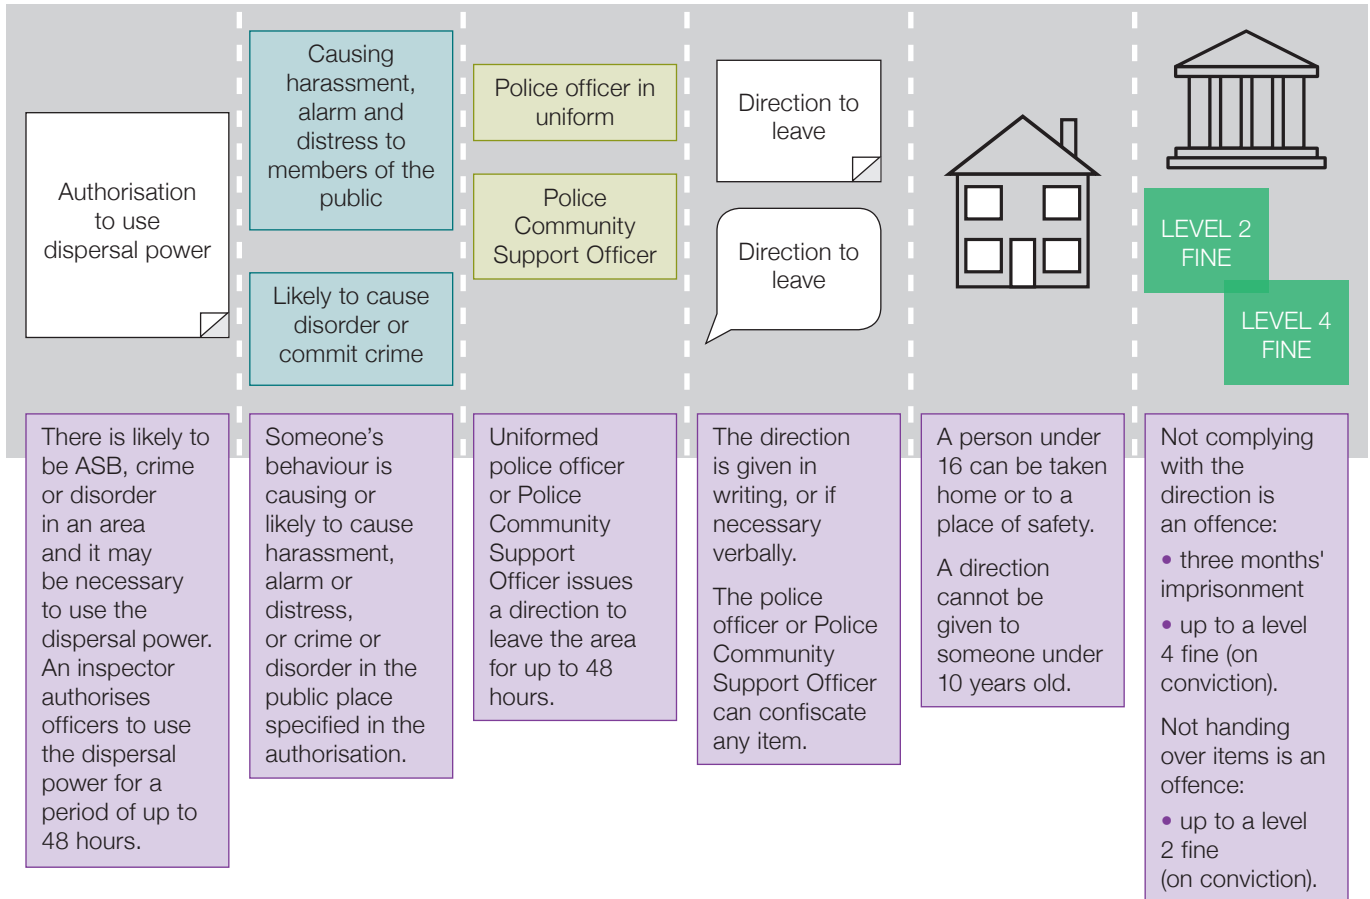 Authorisation
to use
dispersal power
Causing
harassment,
alarm and
distress to
members of the
public
Likely to cause
disorder or
commit crime
Police officer in
uniform
Police
Community
Support Officer
Direction to
leave
Direction to
leave
LEVEL 2
FINE
LEVEL 4
FINE
There is likely to
be ASB, crime
or disorder
in an area
and it may
be necessary
to use the
dispersal power.
An inspector
authorises
officers to use
the dispersal
power for a
period of up to
48 hours.
Someone's
behaviour is
causing or
likely to cause
harassment,
alarm or
distress,
or crime or
disorder in the
public place
specified in the
authorisation.
Uniformed
police officer
or Police
Community
Support
Officer issues
a direction to
leave the area
for up to 48
hours.
The direction
is given in
writing, or if
necessary
verbally.
The police
officer or Police
Community
Support Officer
can confiscate
any item.
A person under
16 can be taken
home or to a
place of safety.
A direction
cannot be
given to
someone under
10 years old.
Not complying
with the
direction is
an offence:
• three months'
imprisonment
• up to a level
4 fine (on
conviction).
Not handing
over items is an
offence:
• up to a level
2 fine
(on conviction).